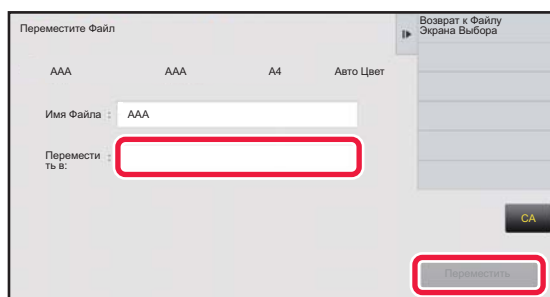 Переместите Файл
Возврат к Файлу
Экрана Выбора
AAA AAA A4 Авто Цвет
Имя Файла : AAA
Перемести :
ть в:
CA
Переместить